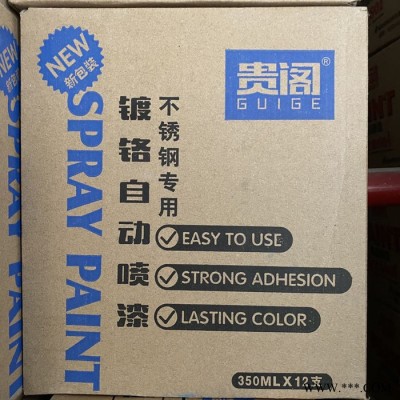 NEW
新包装
SPRAY PAINT
贵阁®
GUIGE
镀铬自动喷漆
不锈钢专用
EASY TO USE
STRONG ADHESION
LASTING COLOR
350ML X 12支